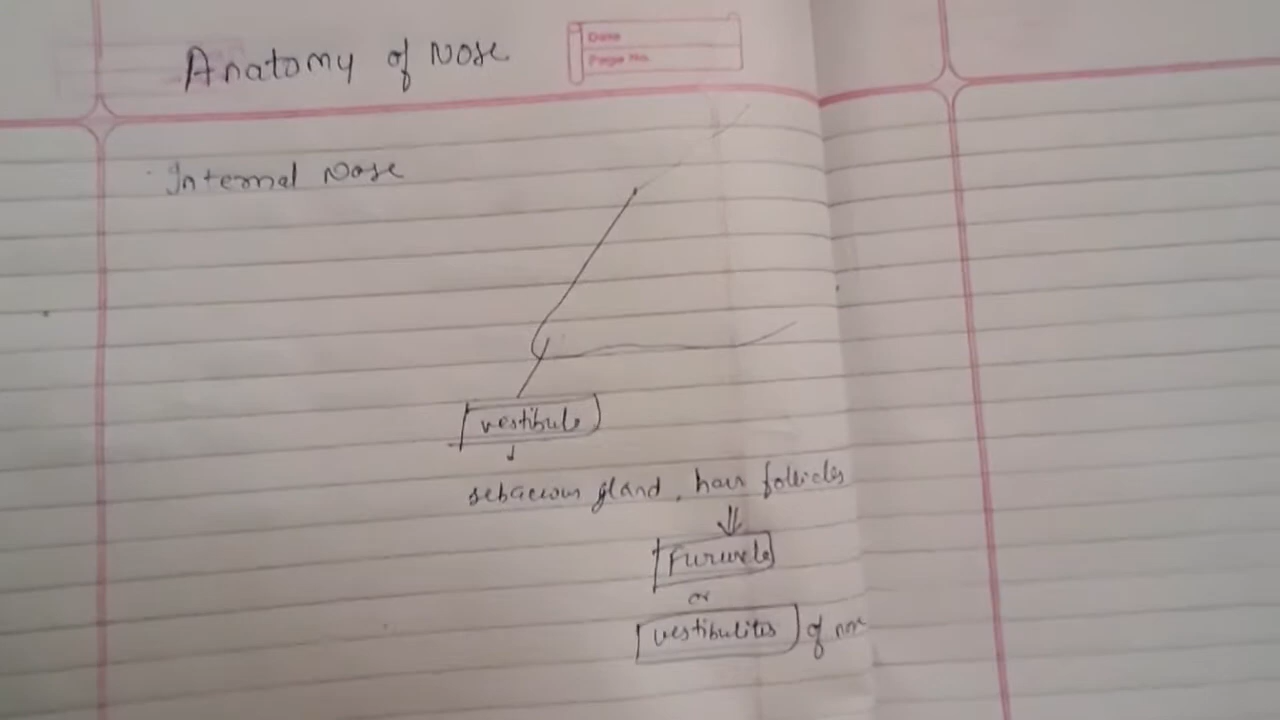 Anatomy of Nose
Date
Page No.
Internal Nose
vestibule
sebaceous gland, hair follicles
Furuncle
or
vestibulitis of nose